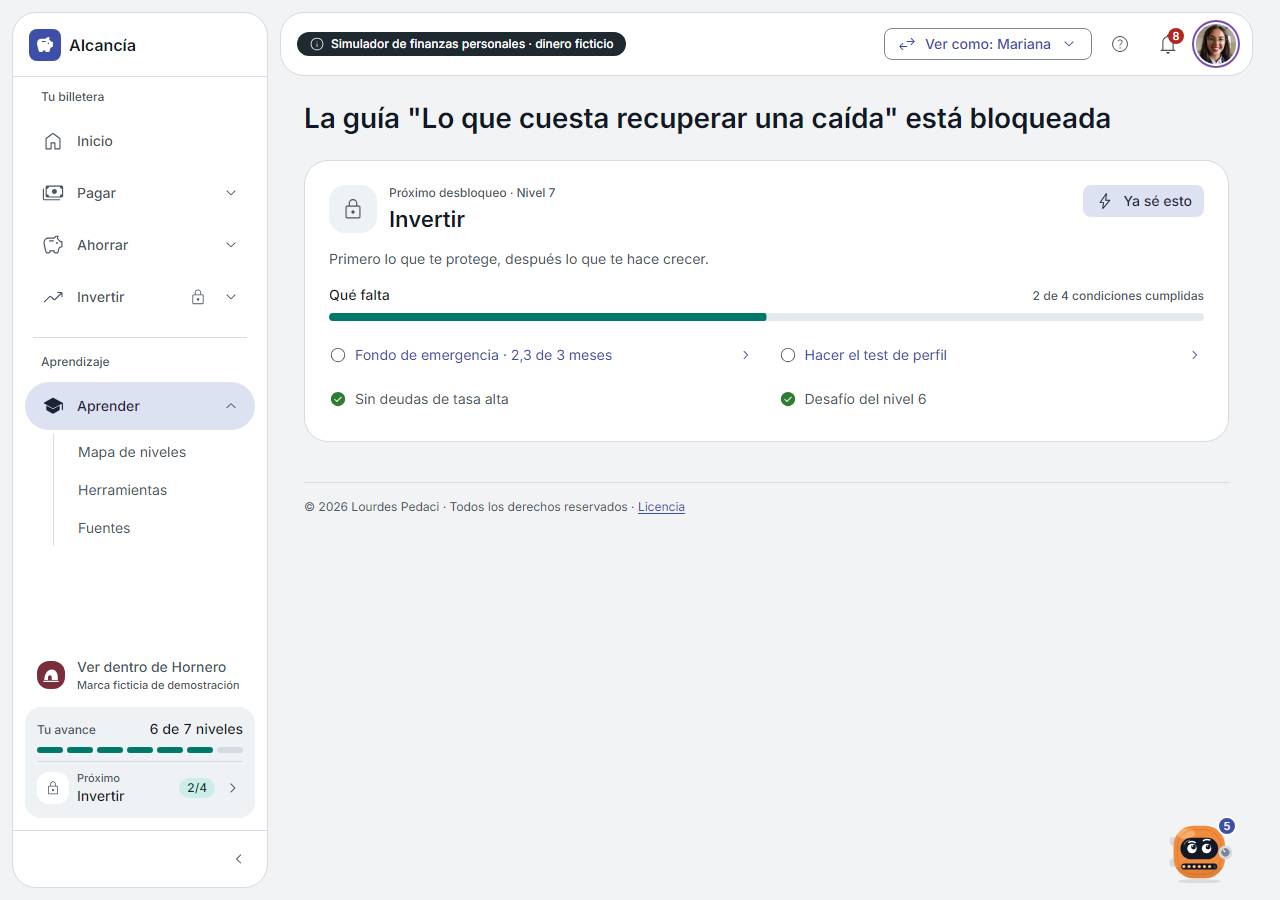 Alcancía
Tu billetera
Inicio
Pagar
Ahorrar
Invertir
Aprendizaje
Aprender
Mapa de niveles
Herramientas
Fuentes
Ver dentro de Hornero
Marca ficticia de demostración
Tu avance 6 de 7 niveles
Próximo
Invertir 2/4
Simulador de finanzas personales · dinero ficticio
Ver como: Mariana
8
La guía "Lo que cuesta recuperar una caída" está bloqueada
Próximo desbloqueo · Nivel 7
Invertir
Ya sé esto
Primero lo que te protege, después lo que te hace crecer.
Qué falta 2 de 4 condiciones cumplidas
Fondo de emergencia · 2,3 de 3 meses
Hacer el test de perfil
Sin deudas de tasa alta
Desafío del nivel 6
© 2026 Lourdes Pedaci · Todos los derechos reservados · Licencia
5